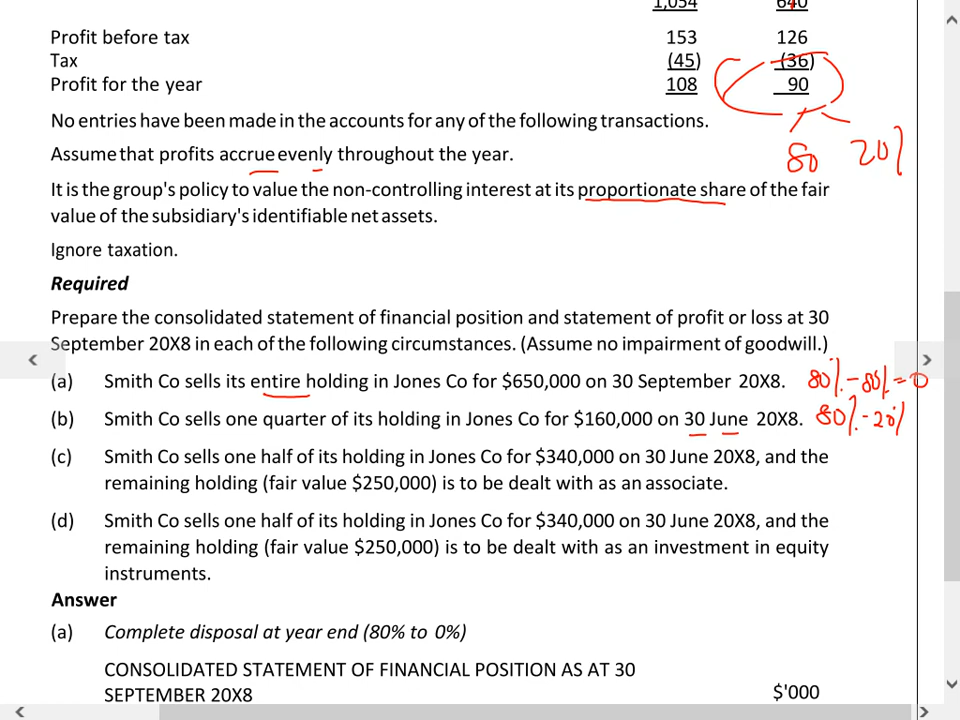 1,054 640
Profit before tax 153 126
Tax (45) (36)
Profit for the year 108 90
No entries have been made in the accounts for any of the following transactions.
Assume that profits accrue evenly throughout the year.
80 20%
It is the group's policy to value the non-controlling interest at its proportionate share of the fair
value of the subsidiary's identifiable net assets.
Ignore taxation.
Required
Prepare the consolidated statement of financial position and statement of profit or loss at 30
September 20X8 in each of the following circumstances. (Assume no impairment of goodwill.)
(a) Smith Co sells its entire holding in Jones Co for $650,000 on 30 September 20X8. 80% - 80% = 0
(b) Smith Co sells one quarter of its holding in Jones Co for $160,000 on 30 June 20X8. 80% - 20%
(c) Smith Co sells one half of its holding in Jones Co for $340,000 on 30 June 20X8, and the
remaining holding (fair value $250,000) is to be dealt with as an associate.
(d) Smith Co sells one half of its holding in Jones Co for $340,000 on 30 June 20X8, and the
remaining holding (fair value $250,000) is to be dealt with as an investment in equity
instruments.
Answer
(a) Complete disposal at year end (80% to 0%)
CONSOLIDATED STATEMENT OF FINANCIAL POSITION AS AT 30
SEPTEMBER 20X8 $'000